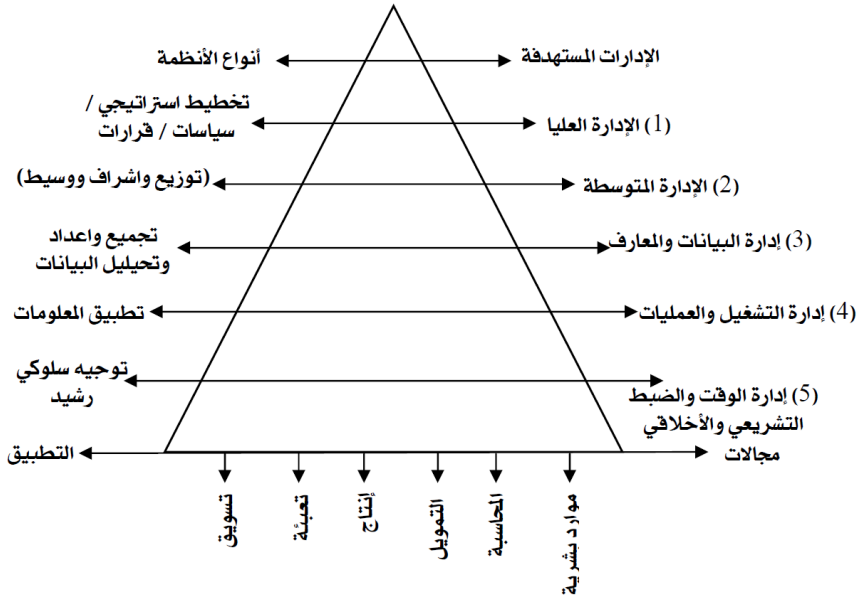 الإدارات المستهدفة
أنواع الأنظمة
(1) الإدارة العليا
تخطيط استراتيجي /
سياسات / قرارات
(2) الإدارة المتوسطة
(توزيع واشراف ووسيط)
(3) إدارة البيانات والمعارف
تجميع واعداد
وتحيليل البيانات
(4) إدارة التشغيل والعمليات
تطبيق المعلومات
(5) إدارة الوقت والضبط
التشريعي والأخلاقي
توجيه سلوكي
رشيد
مجالات
التطبيق
موارد بشرية
المحاسبة
التمويل
إنتاج
تعبئة
تسويق